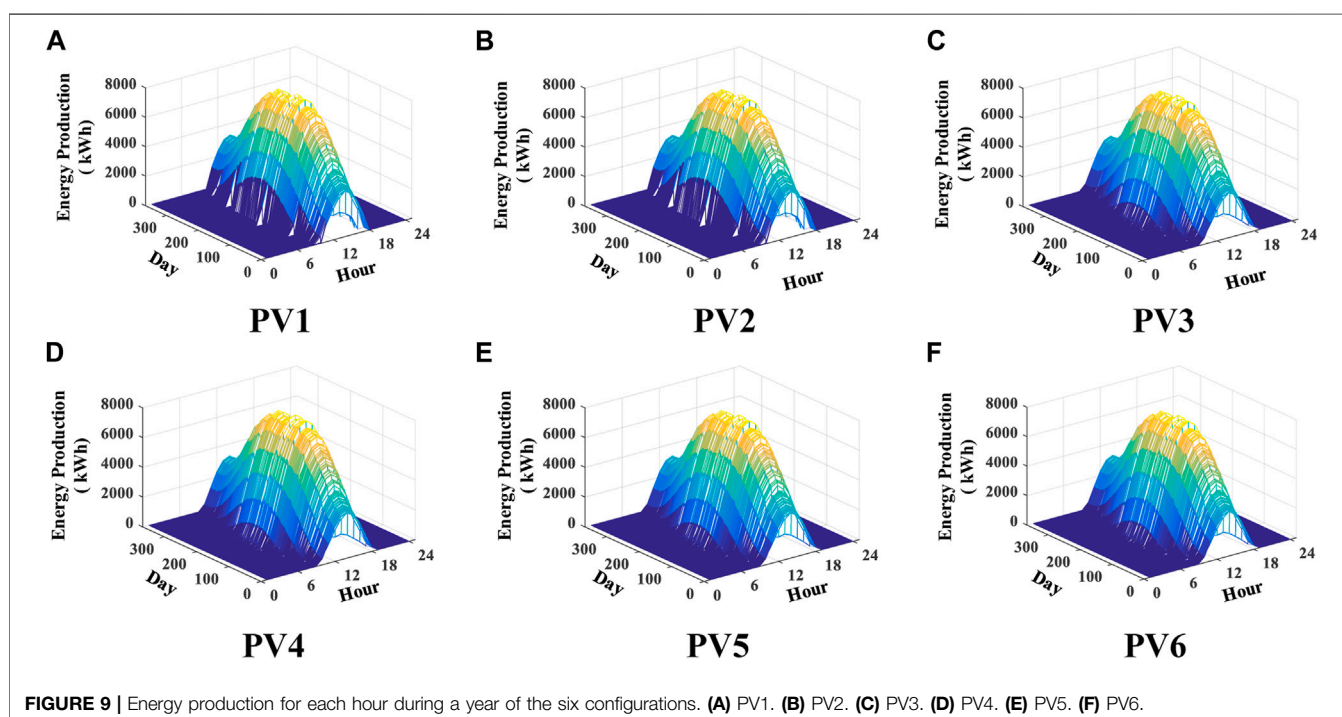 A
Energy Production
( kWh)
8000
6000
4000
2000
0
300
200
100
0
Day
0
6
12
18
24
Hour
PV1
B
Energy Production
( kWh)
8000
6000
4000
2000
0
300
200
100
0
Day
0
6
12
18
24
Hour
PV2
C
Energy Production
( kWh)
8000
6000
4000
2000
0
300
200
100
0
Day
0
6
12
18
24
Hour
PV3
D
Energy Production
( kWh)
8000
6000
4000
2000
0
300
200
100
0
Day
0
6
12
18
24
Hour
PV4
E
Energy Production
( kWh)
8000
6000
4000
2000
0
300
200
100
0
Day
0
6
12
18
24
Hour
PV5
F
Energy Production
( kWh)
8000
6000
4000
2000
0
300
200
100
0
Day
0
6
12
18
24
Hour
PV6
FIGURE 9 | Energy production for each hour during a year of the six configurations. (A) PV1. (B) PV2. (C) PV3. (D) PV4. (E) PV5. (F) PV6.